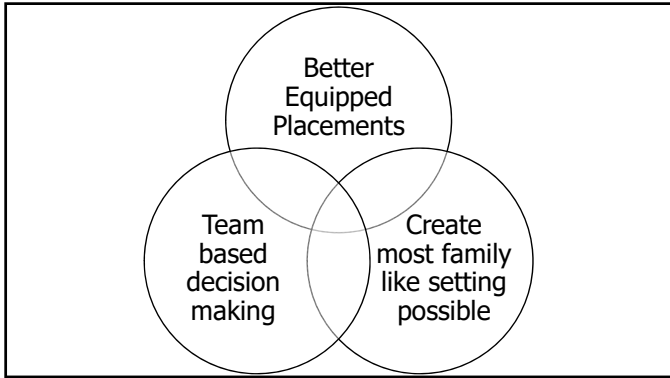 Better
Equipped
Placements
Team
based
decision
making
Create
most family
like setting
possible